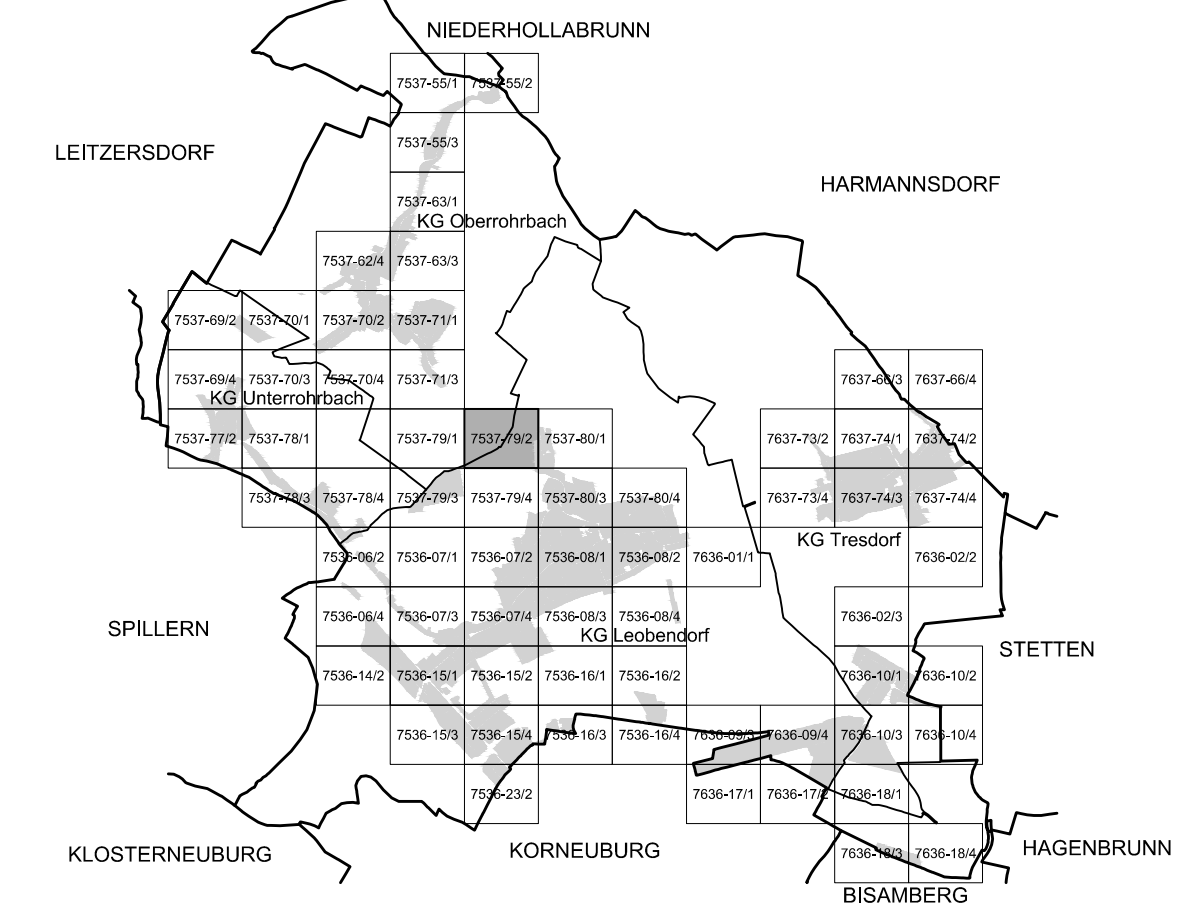 NIEDERHOLLABRUNN
7537-55/1 7537-55/2
7537-55/3
LEITZERSDORF
HARMANNSDORF
7537-63/1
KG Oberrohrbach
7537-62/4 7537-63/3
7537-69/2 7537-70/1 7537-70/2 7537-71/1
7537-69/4 7537-70/3 7537-70/4 7537-71/3 7637-66/3 7637-66/4
KG Unterrohrbach
7537-77/2 7537-78/1 7537-79/1 7537-79/2 7537-80/1 7637-73/2 7637-74/1 7637-74/2
7537-78/3 7537-78/4 7537-79/3 7537-79/4 7537-80/3 7537-80/4 7637-73/4 7637-74/3 7637-74/4
KG Tresdorf
7536-06/2 7536-07/1 7536-07/2 7536-08/1 7536-08/2 7636-01/1 7636-02/2
7536-06/4 7536-07/3 7536-07/4 7536-08/3 7536-08/4 7636-02/3
SPILLERN
KG Leobendorf
STETTEN
7536-14/2 7536-15/1 7536-15/2 7536-16/1 7536-16/2 7636-10/1 7636-10/2
7536-15/3 7536-15/4 7536-16/3 7536-16/4 7636-09/3 7636-09/4 7636-10/3 7636-10/4
7536-23/2 7636-17/1 7636-17/2 7636-18/1
KLOSTERNEUBURG
KORNEUBURG
HAGENBRUNN
7636-18/3 7636-18/4
BISAMBERG